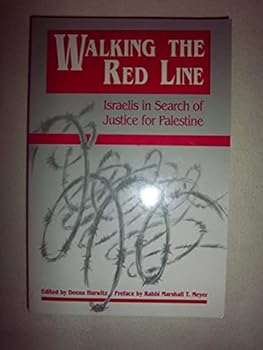 WALKING THE
RED LINE
Israelis in Search of
Justice for Palestine
Edited by Deena Hurwitz Preface by Rabbi Marshall T. Meyer